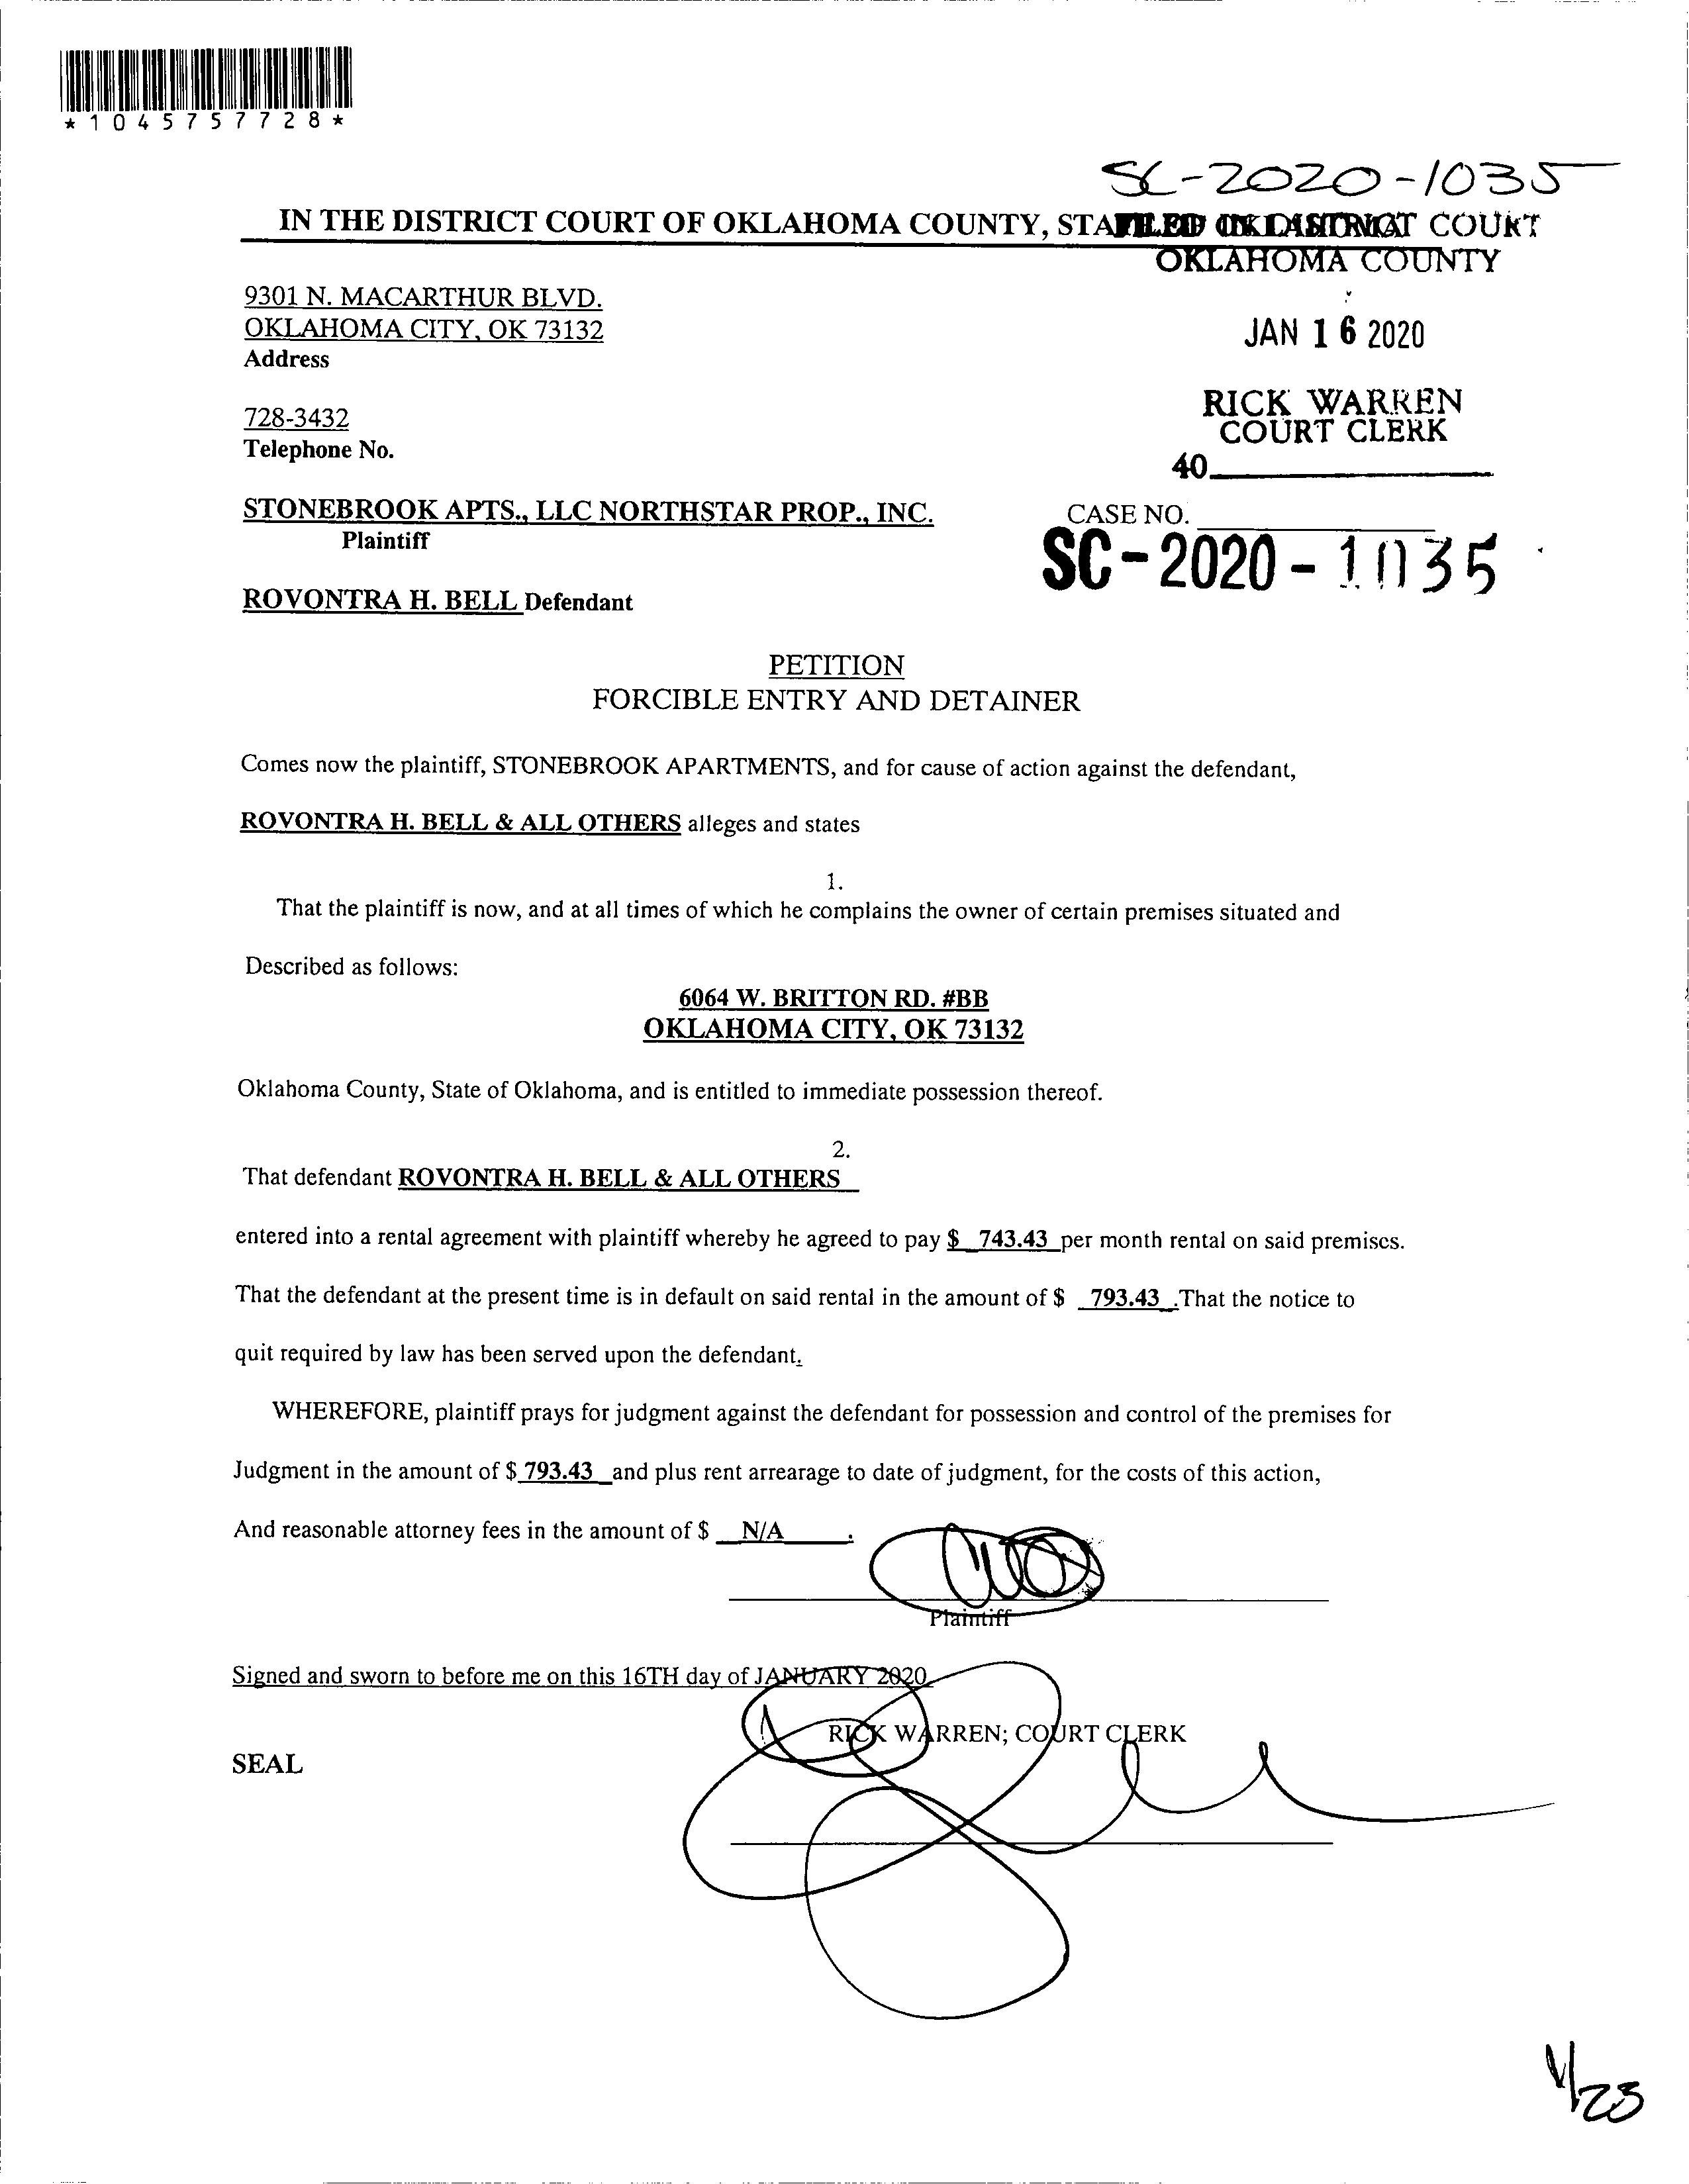 *1045757728*
SC-2020-1035
IN THE DISTRICT COURT OF OKLAHOMA COUNTY,
FILED IN DISTRICT COURT
OKLAHOMA COUNTY
9301 N. MACARTHUR BLVD.
OKLAHOMA CITY, OK 73132
Address
JAN 16 2020
728-3432
Telephone No.
RICK WARREN
COURT CLERK
40
STONEBROOK APTS., LLC NORTHSTAR PROP., INC.
Plaintiff
CASE NO.
SC-2020-1035
ROVONTRA H. BELL Defendant
PETITION
FORCIBLE ENTRY AND DETAINER
Comes now the plaintiff, STONEBROOK APARTMENTS, and for cause of action against the defendant,
ROVONTRA H. BELL & ALL OTHERS alleges and states
1.
That the plaintiff is now, and at all times of which he complains the owner of certain premises situated and
Described as follows:
6064 W. BRITTON RD. #BB
OKLAHOMA CITY, OK 73132
Oklahoma County, State of Oklahoma, and is entitled to immediate possession thereof.
2.
That defendant ROVONTRA H. BELL & ALL OTHERS
entered into a rental agreement with plaintiff whereby he agreed to pay $ 743.43 per month rental on said premises.
That the defendant at the present time is in default on said rental in the amount of $ 793.43 .That the notice to
quit required by law has been served upon the defendant.
WHEREFORE, plaintiff prays for judgment against the defendant for possession and control of the premises for
Judgment in the amount of $ 793.43 and plus rent arrearage to date of judgment, for the costs of this action,
And reasonable attorney fees in the amount of $ N/A .
Plaintiff
Signed and sworn to before me on this 16TH day of JANUARY 2020
RICK WARREN; COURT CLERK
SEAL
1/23